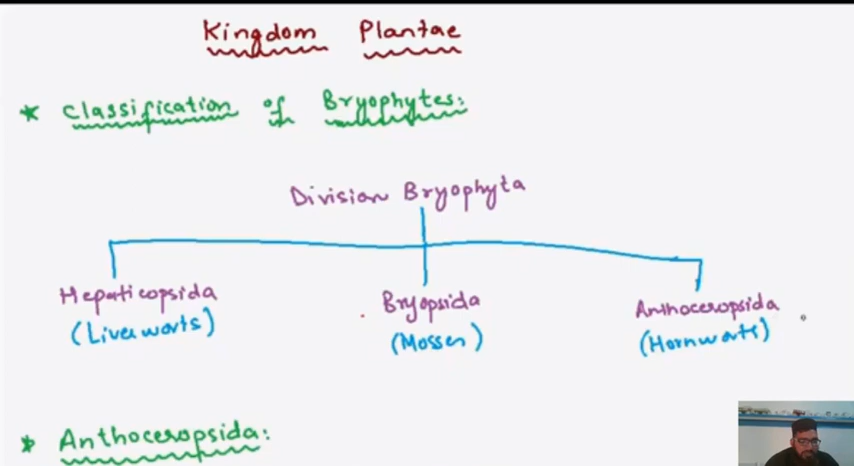 Kingdom Plantae
* Classification of Bryophytes:
Division Bryophyta
Hepaticopsida Bryopsida Anthoceropsida
(Liverworts) (Mosses) (Hornworts)
* Anthoceropsida: